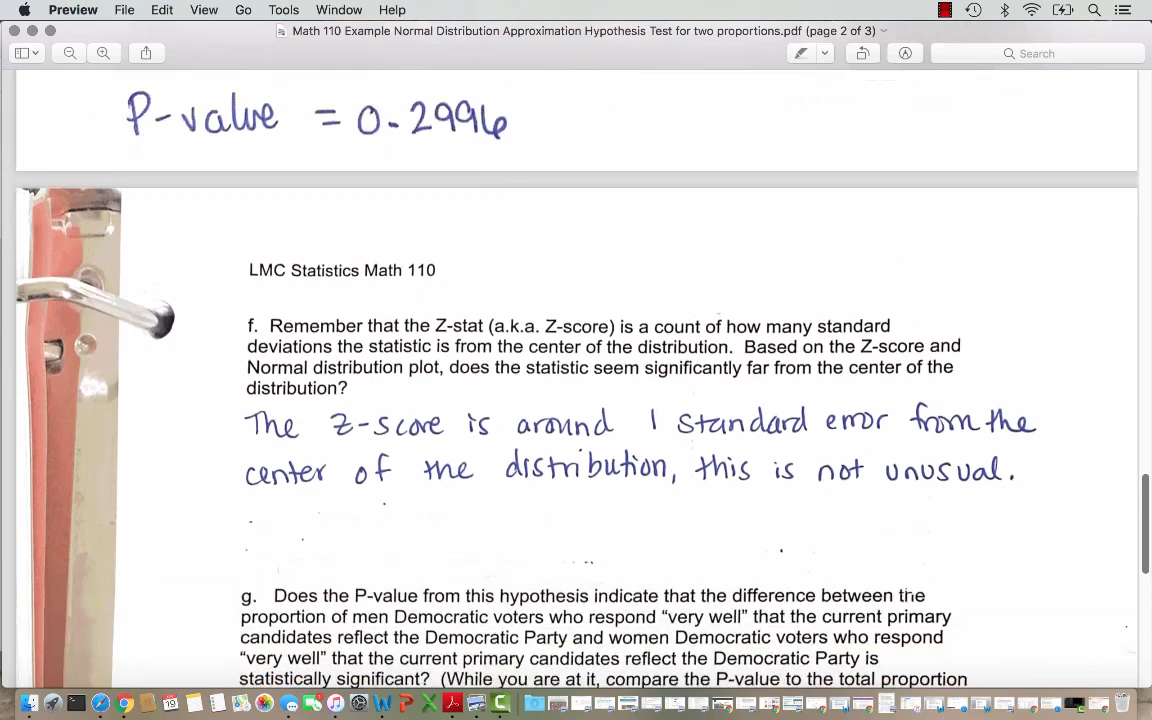 Preview File Edit View Go Tools Window Help
Math 110 Example Normal Distribution Approximation Hypothesis Test for two proportions.pdf (page 2 of 3)
Search
P-value = 0.2996
LMC Statistics Math 110
f. Remember that the Z-stat (a.k.a. Z-score) is a count of how many standard
deviations the statistic is from the center of the distribution. Based on the Z-score and
Normal distribution plot, does the statistic seem significantly far from the center of the
distribution?
The Z-score is around 1 standard error from the
center of the distribution, this is not unusual.
g. Does the P-value from this hypothesis indicate that the difference between the
proportion of men Democratic voters who respond “very well” that the current primary
candidates reflect the Democratic Party and women Democratic voters who respond
“very well” that the current primary candidates reflect the Democratic Party is
statistically significant? (While you are at it, compare the P-value to the total proportion